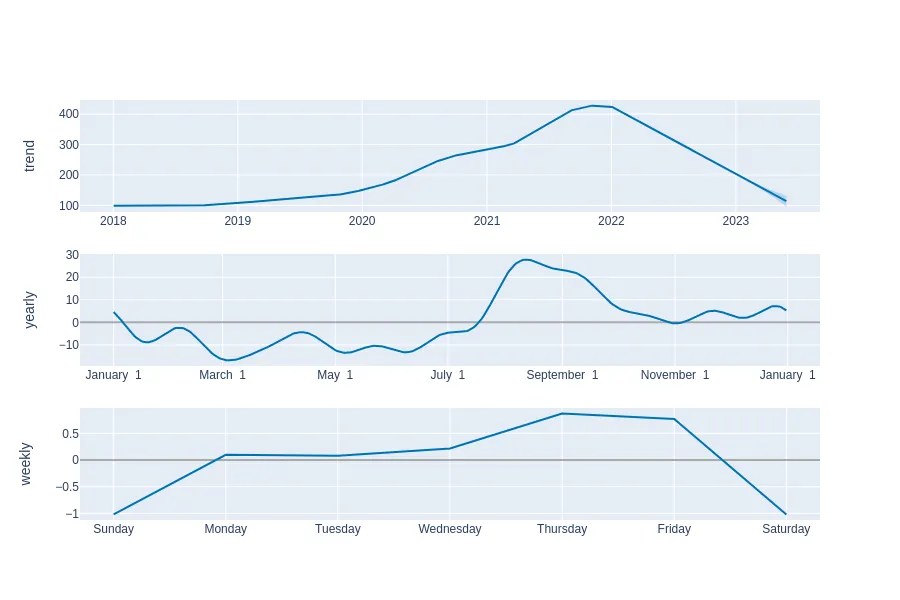 trend
400
300
200
100
2018 2019 2020 2021 2022 2023
yearly
30
20
10
0
−10
January 1 March 1 May 1 July 1 September 1 November 1 January 1
weekly
0.5
0
−0.5
−1
Sunday Monday Tuesday Wednesday Thursday Friday Saturday